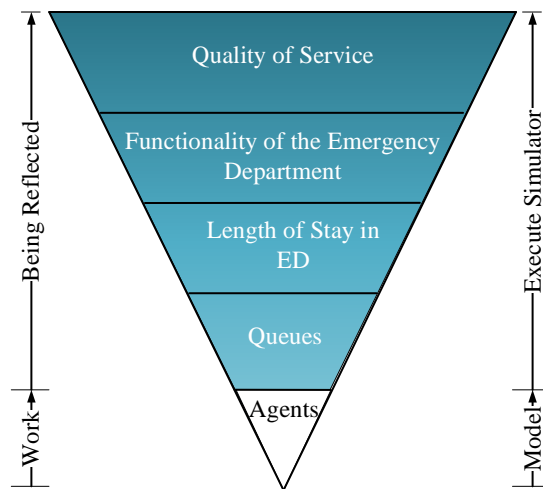 Quality of Service
Functionality of the Emergency
Department
Length of Stay in
ED
Queues
Agents
Being Reflected
Work
Execute Simulator
Model